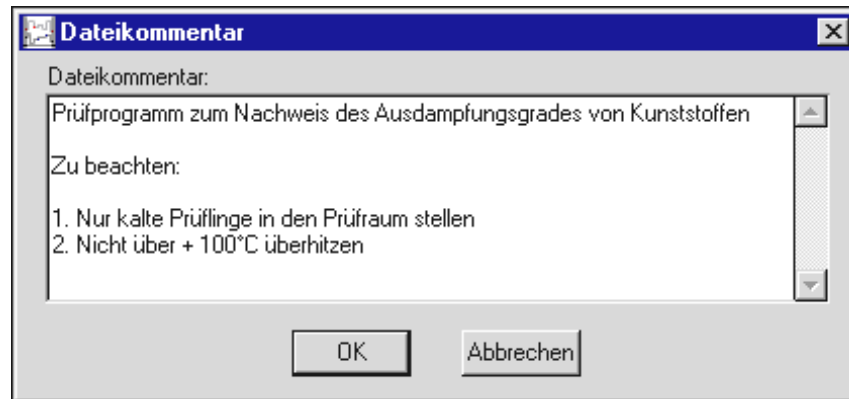 Dateikommentar
Dateikommentar:
Prüfprogramm zum Nachweis des Ausdampfungsgrades von Kunststoffen
Zu beachten:
1. Nur kalte Prüflinge in den Prüfraum stellen
2. Nicht über + 100°C überhitzen
OK
Abbrechen